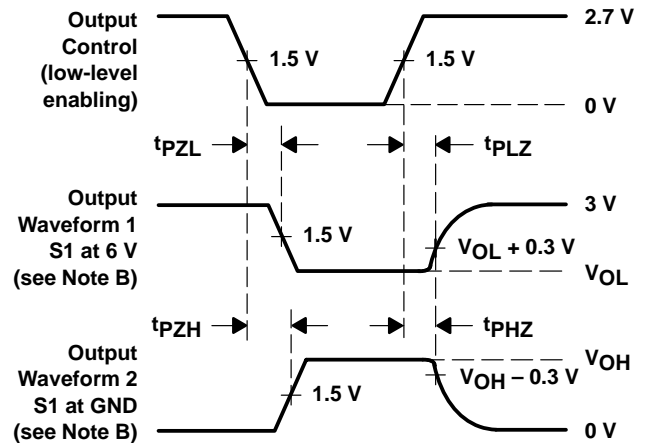 Output
Control
(low-level
enabling)
2.7 V
1.5 V
1.5 V
0 V
tPZL
tPLZ
Output
Waveform 1
S1 at 6 V
(see Note B)
3 V
1.5 V
VOL + 0.3 V
VOL
tPZH
tPHZ
Output
Waveform 2
S1 at GND
(see Note B)
VOH
VOH – 0.3 V
1.5 V
0 V